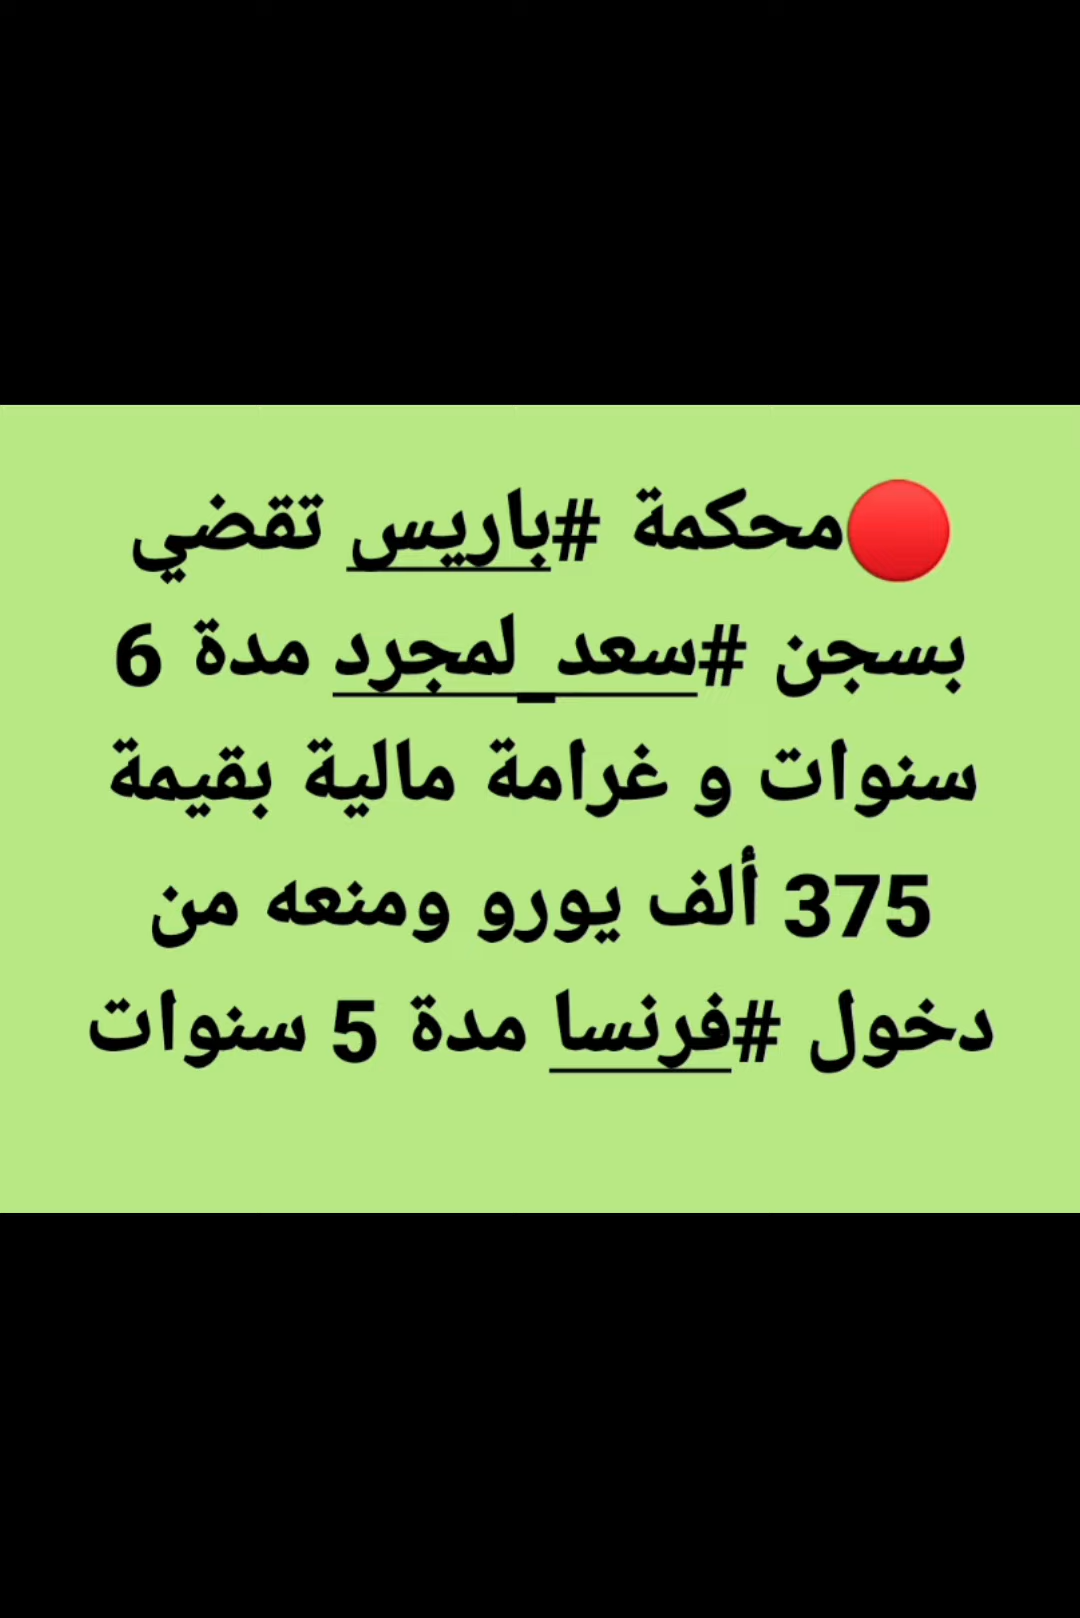 🔴محكمة #باريس تقضي
بسجن #سعد_لمجرد مدة 6
سنوات و غرامة مالية بقيمة
375 ألف يورو ومنعه من
دخول #فرنسا مدة 5 سنوات